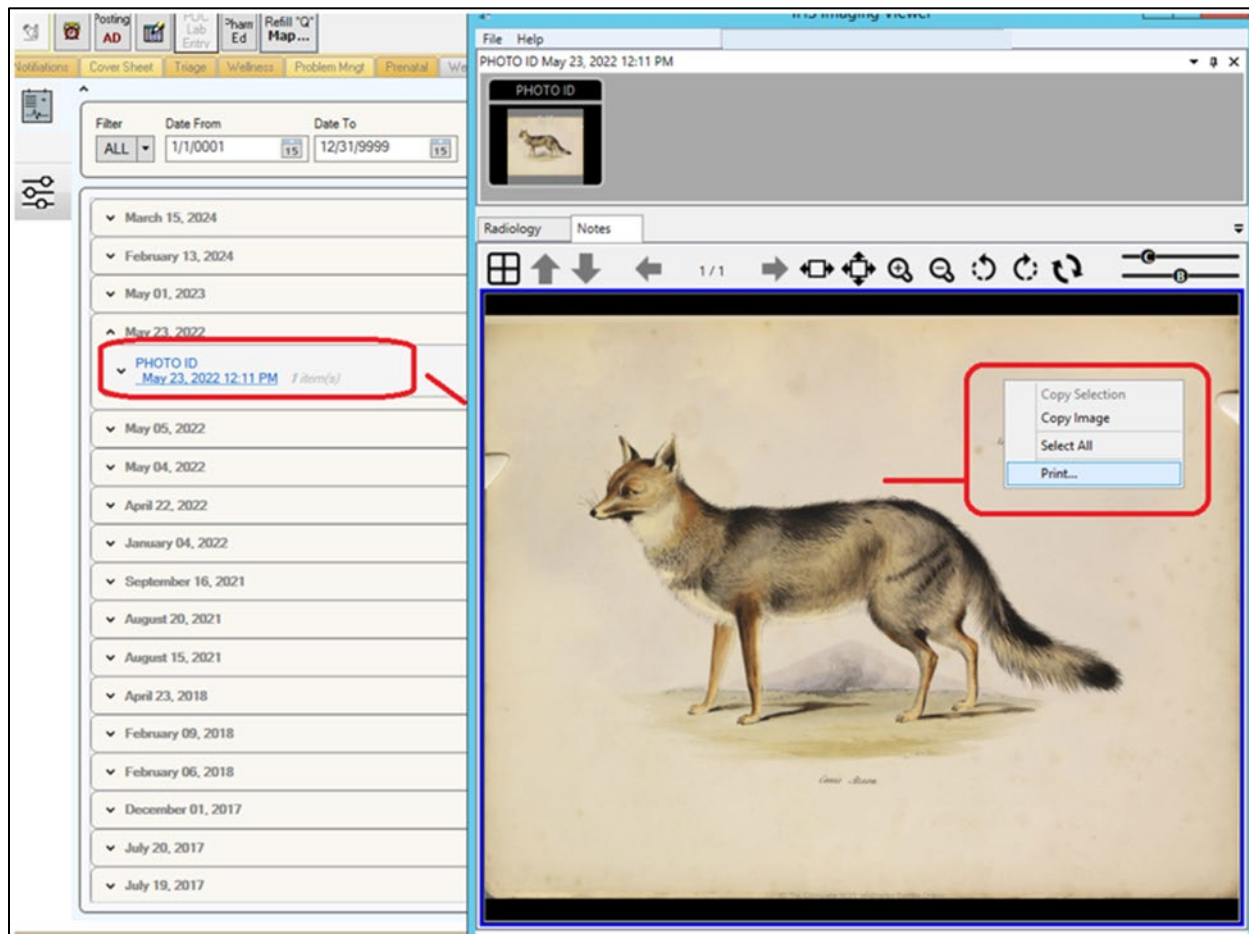 Posting
AD
POC
Lab
Entry
Pham
Ed
Refill "Q"
Map...
Notifiations
Cover Sheet
Triage
Wellness
Problem Mngt
Prenatal
We
Filter
Date From
Date To
ALL
1/1/0001
15
12/31/9999
15
March 15, 2024
February 13, 2024
May 01, 2023
May 23, 2022
PHOTO ID
May 23, 2022 12:11 PM
1 item(s)
May 05, 2022
May 04, 2022
April 22, 2022
January 04, 2022
September 16, 2021
August 20, 2021
August 15, 2021
April 23, 2018
February 09, 2018
February 06, 2018
December 01, 2017
July 20, 2017
July 19, 2017
IHS Imaging Viewer
File Help
PHOTO ID May 23, 2022 12:11 PM
PHOTO ID
Radiology
Notes
1 / 1
C
B
Copy Selection
Copy Image
Select All
Print...
Canis